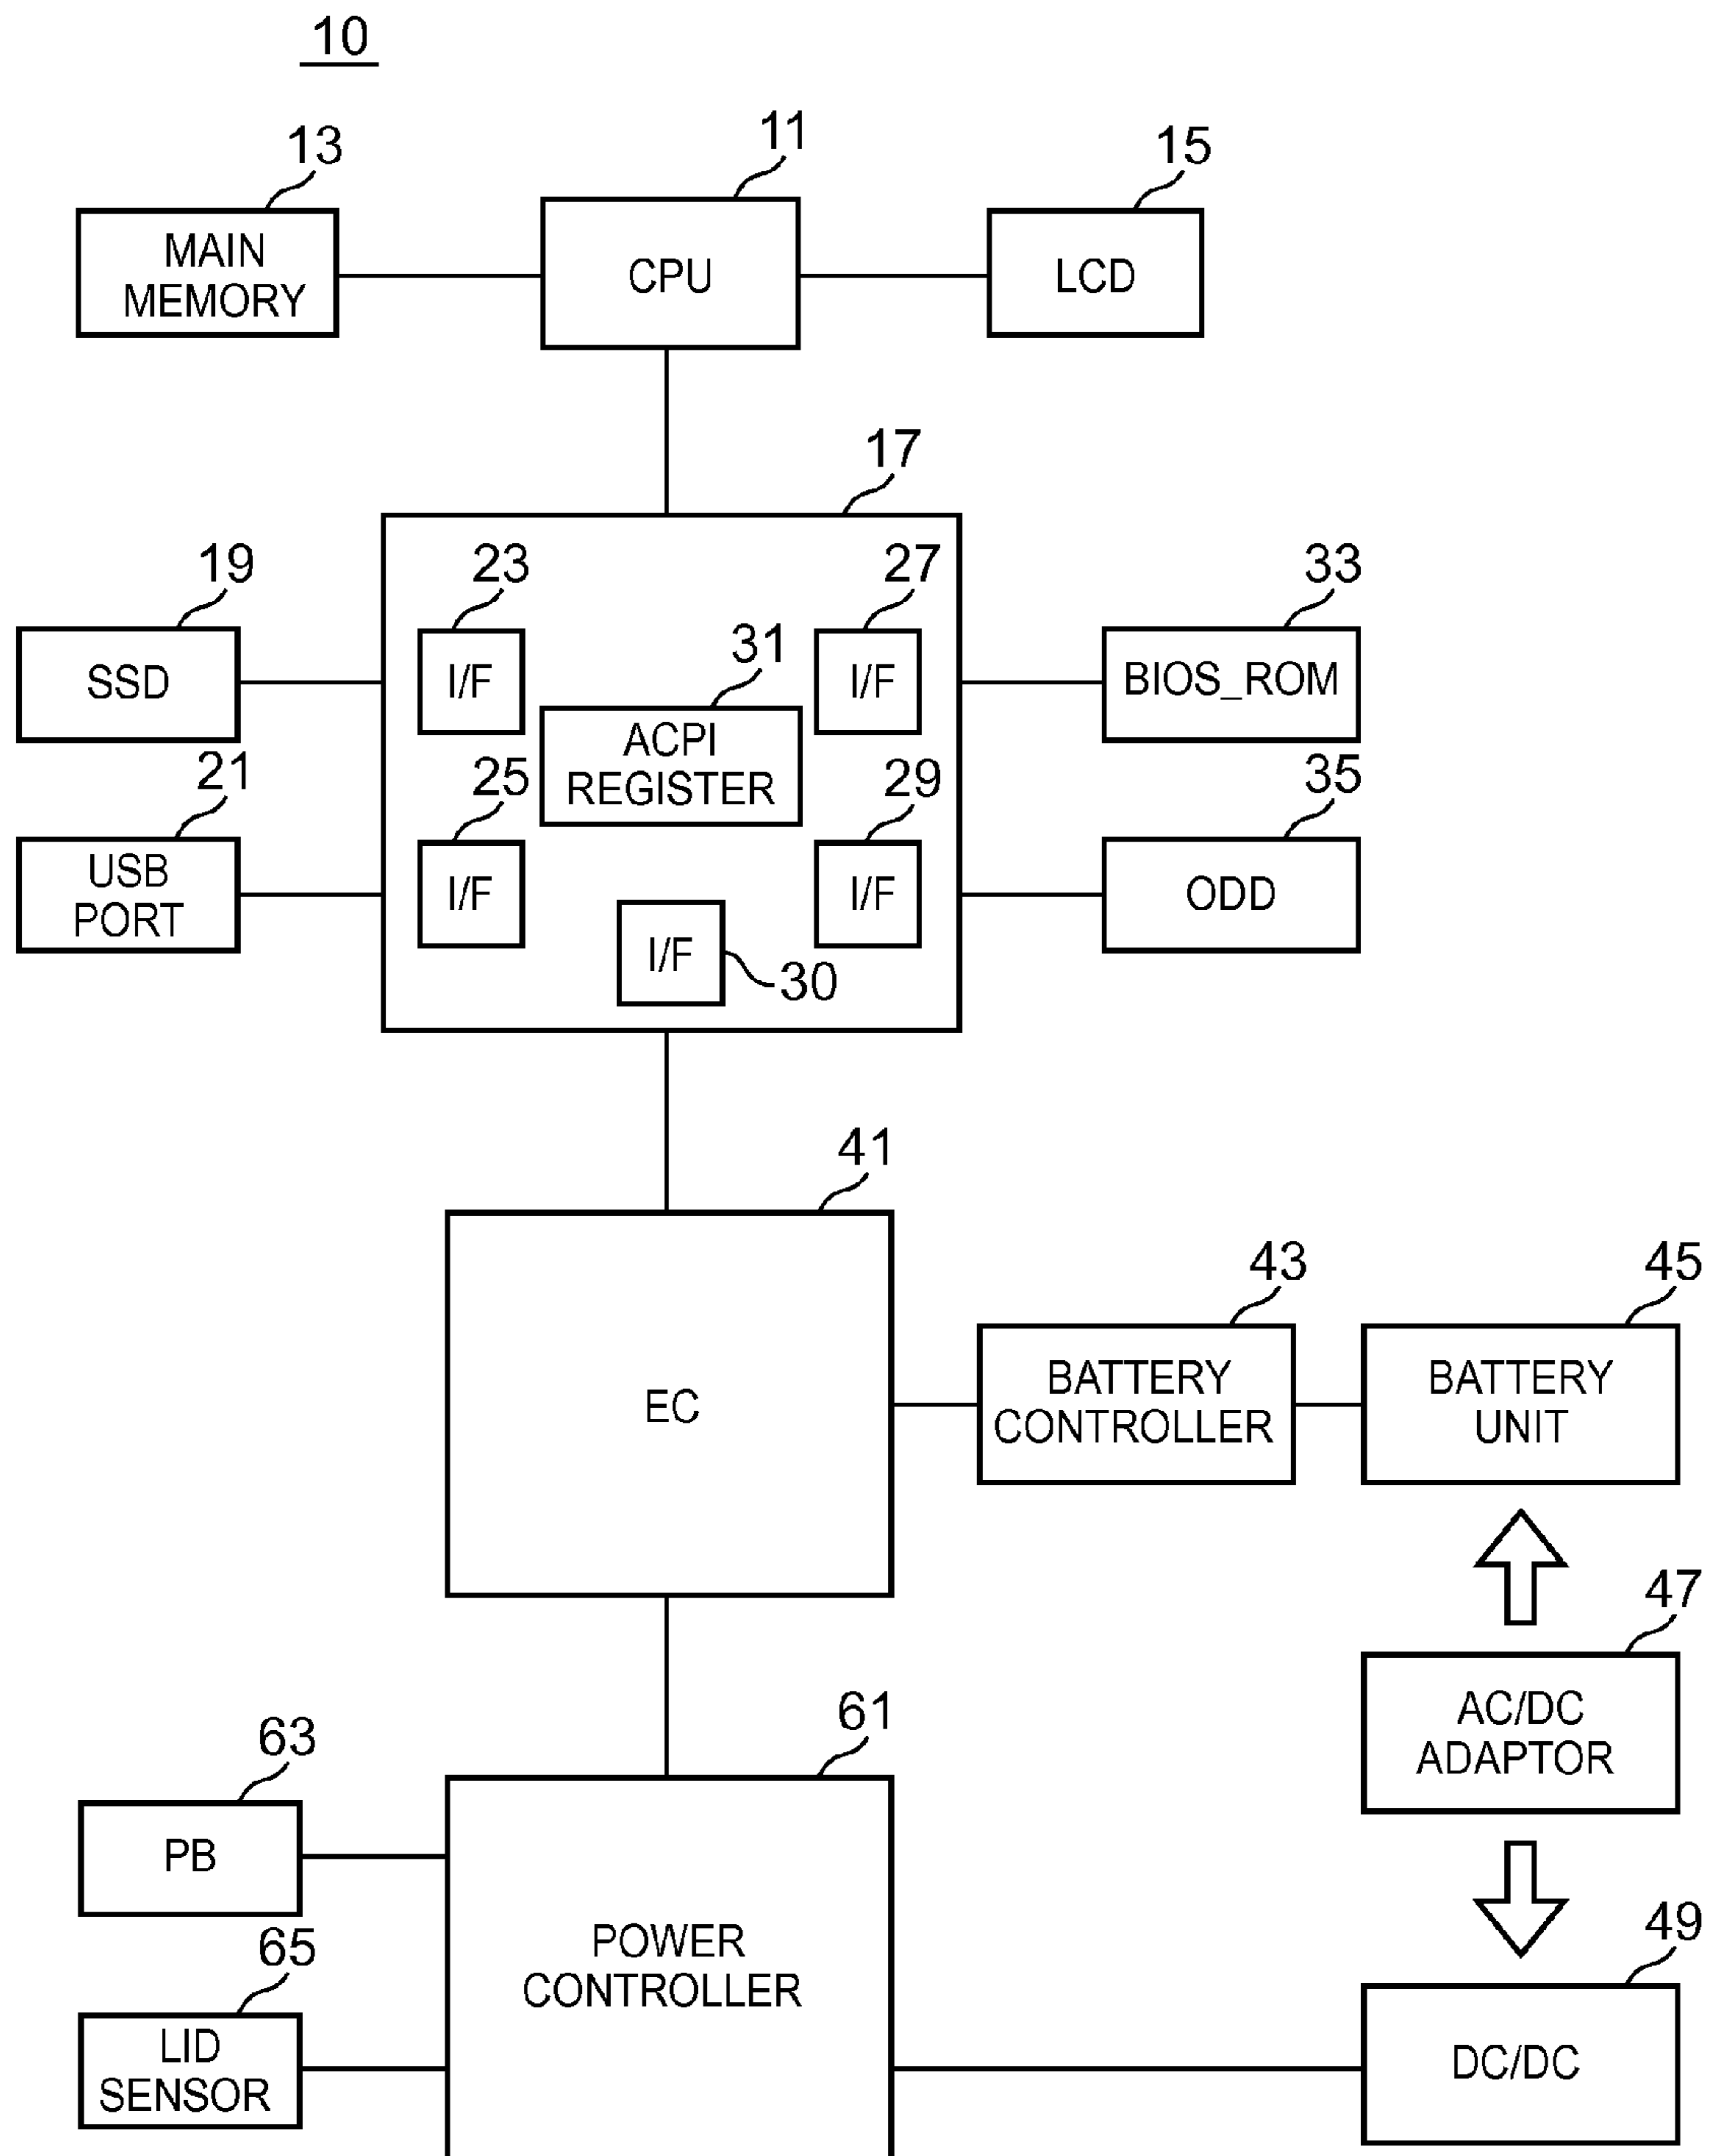 10
13
11
15
MAIN
MEMORY
CPU
LCD
17
19
23
27
33
31
SSD
I/F
I/F
BIOS_ROM
ACPI
REGISTER
21
25
29
35
USB
PORT
I/F
I/F
ODD
I/F
30
41
43
45
EC
BATTERY
CONTROLLER
BATTERY
UNIT
47
61
63
AC/DC
ADAPTOR
PB
65
49
POWER
CONTROLLER
LID
SENSOR
DC/DC